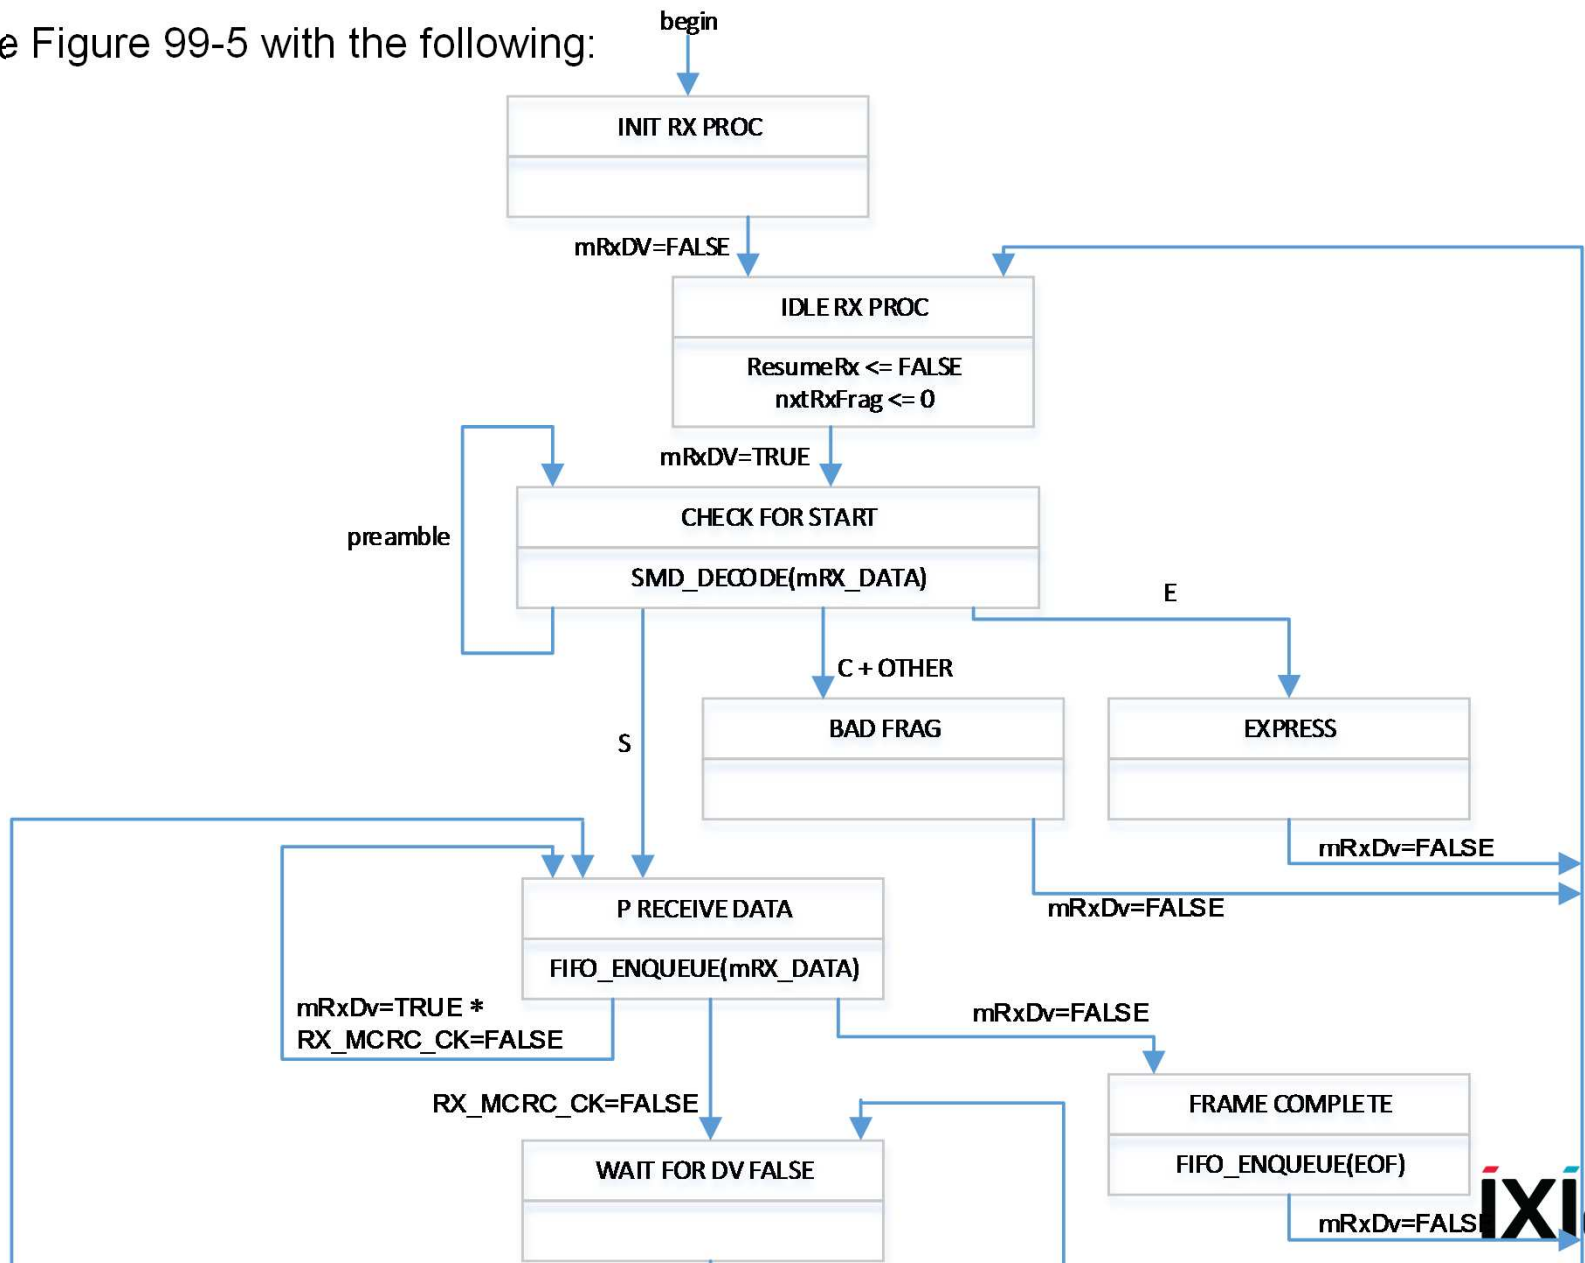 e Figure 99-5 with the following:
begin
INIT RX PROC
mRxDV=FALSE
IDLE RX PROC
ResumeRx <= FALSE
nxtRxFrag <= 0
mRxDV=TRUE
preamble
CHECK FOR START
SMD_DECODE(mRX_DATA)
E
C + OTHER
S
BAD FRAG
EXPRESS
mRxDv=FALSE
mRxDv=FALSE
P RECEIVE DATA
FIFO_ENQUEUE(mRX_DATA)
mRxDv=TRUE *
RX_MCRC_CK=FALSE
mRxDv=FALSE
RX_MCRC_CK=FALSE
FRAME COMPLETE
FIFO_ENQUEUE(EOF)
WAIT FOR DV FALSE
mRxDv=FALS
ixi